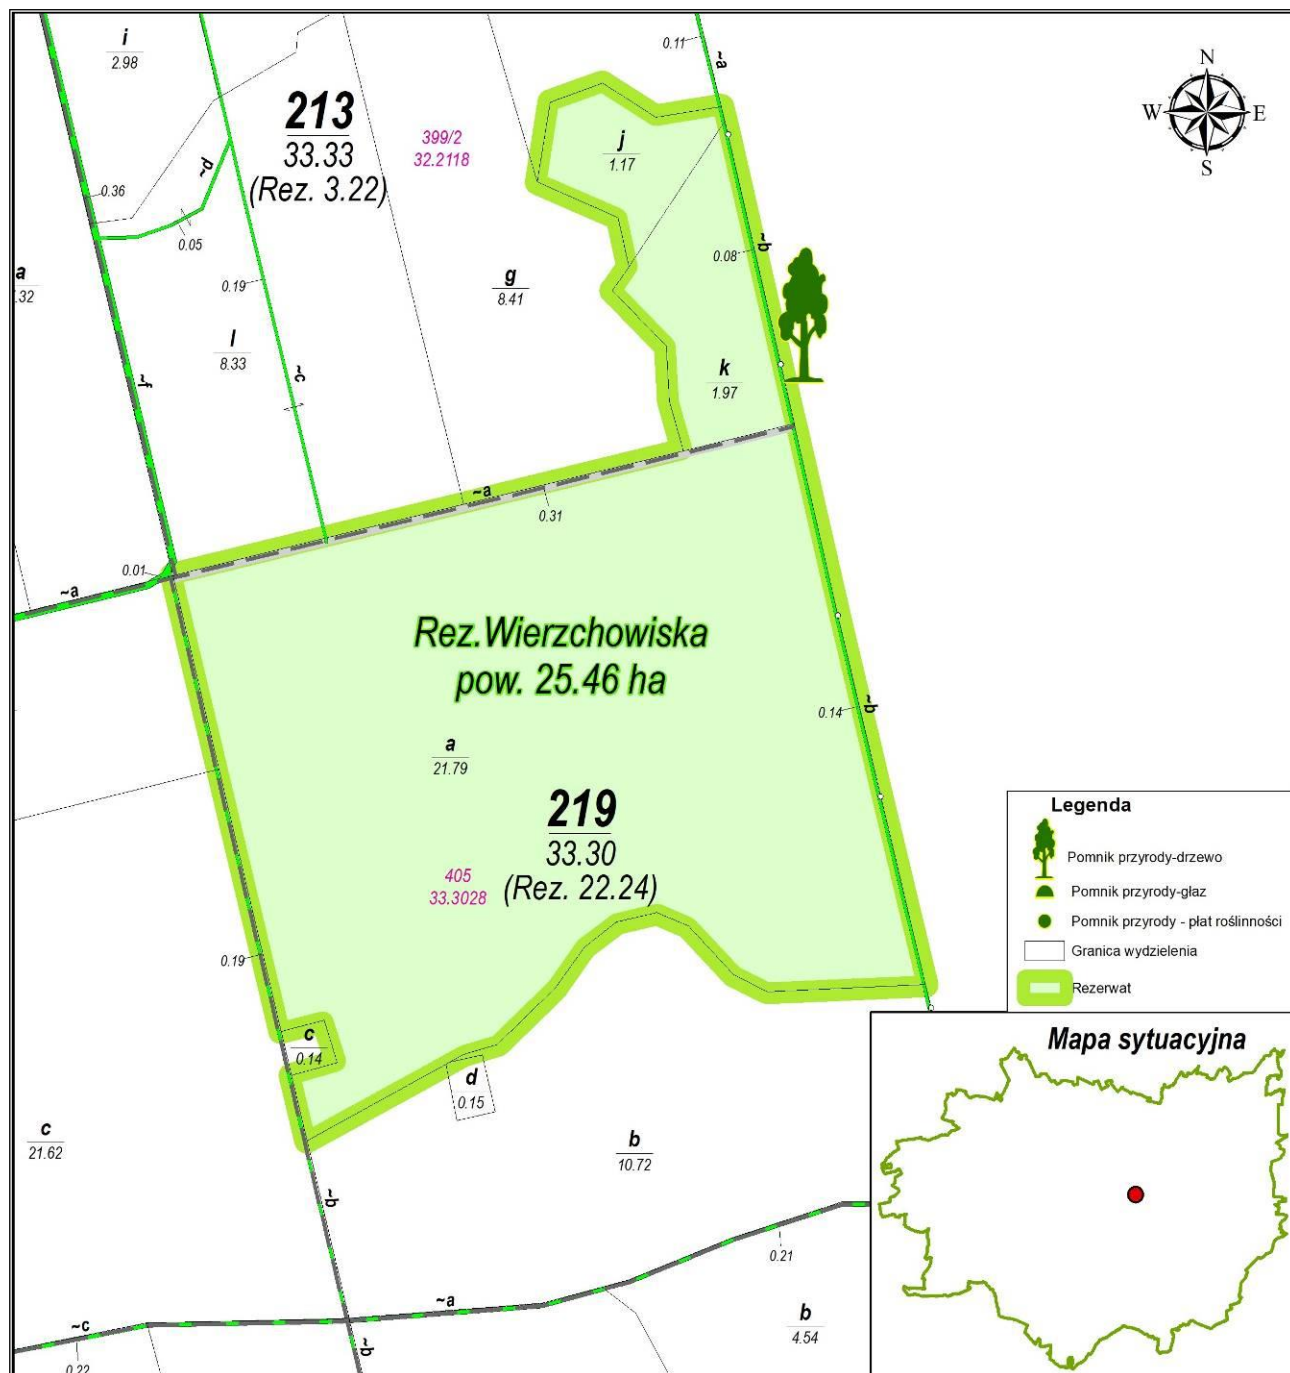 i
2.98
213
33.33
(Rez. 3.22)
399/2
32.2118
0.11
~a
N
W
E
S
j
1.17
~d
0.36
0.05
a
.32
0.19
g
8.41
0.08
~b
l
8.33
~f
~c
k
1.97
~a
0.31
0.01
~a
Rez.Wierzchowiska
pow. 25.46 ha
0.14
~b
a
21.79
219
33.30
(Rez. 22.24)
405
33.3028
0.19
Legenda
Pomnik przyrody-drzewo
Pomnik przyrody-głaz
Pomnik przyrody - płat roślinności
Granica wydzielenia
Rezerwat
c
0.14
d
0.15
Mapa sytuacyjna
c
21.62
b
10.72
~b
0.21
~a
~c
b
4.54
~b
0.22